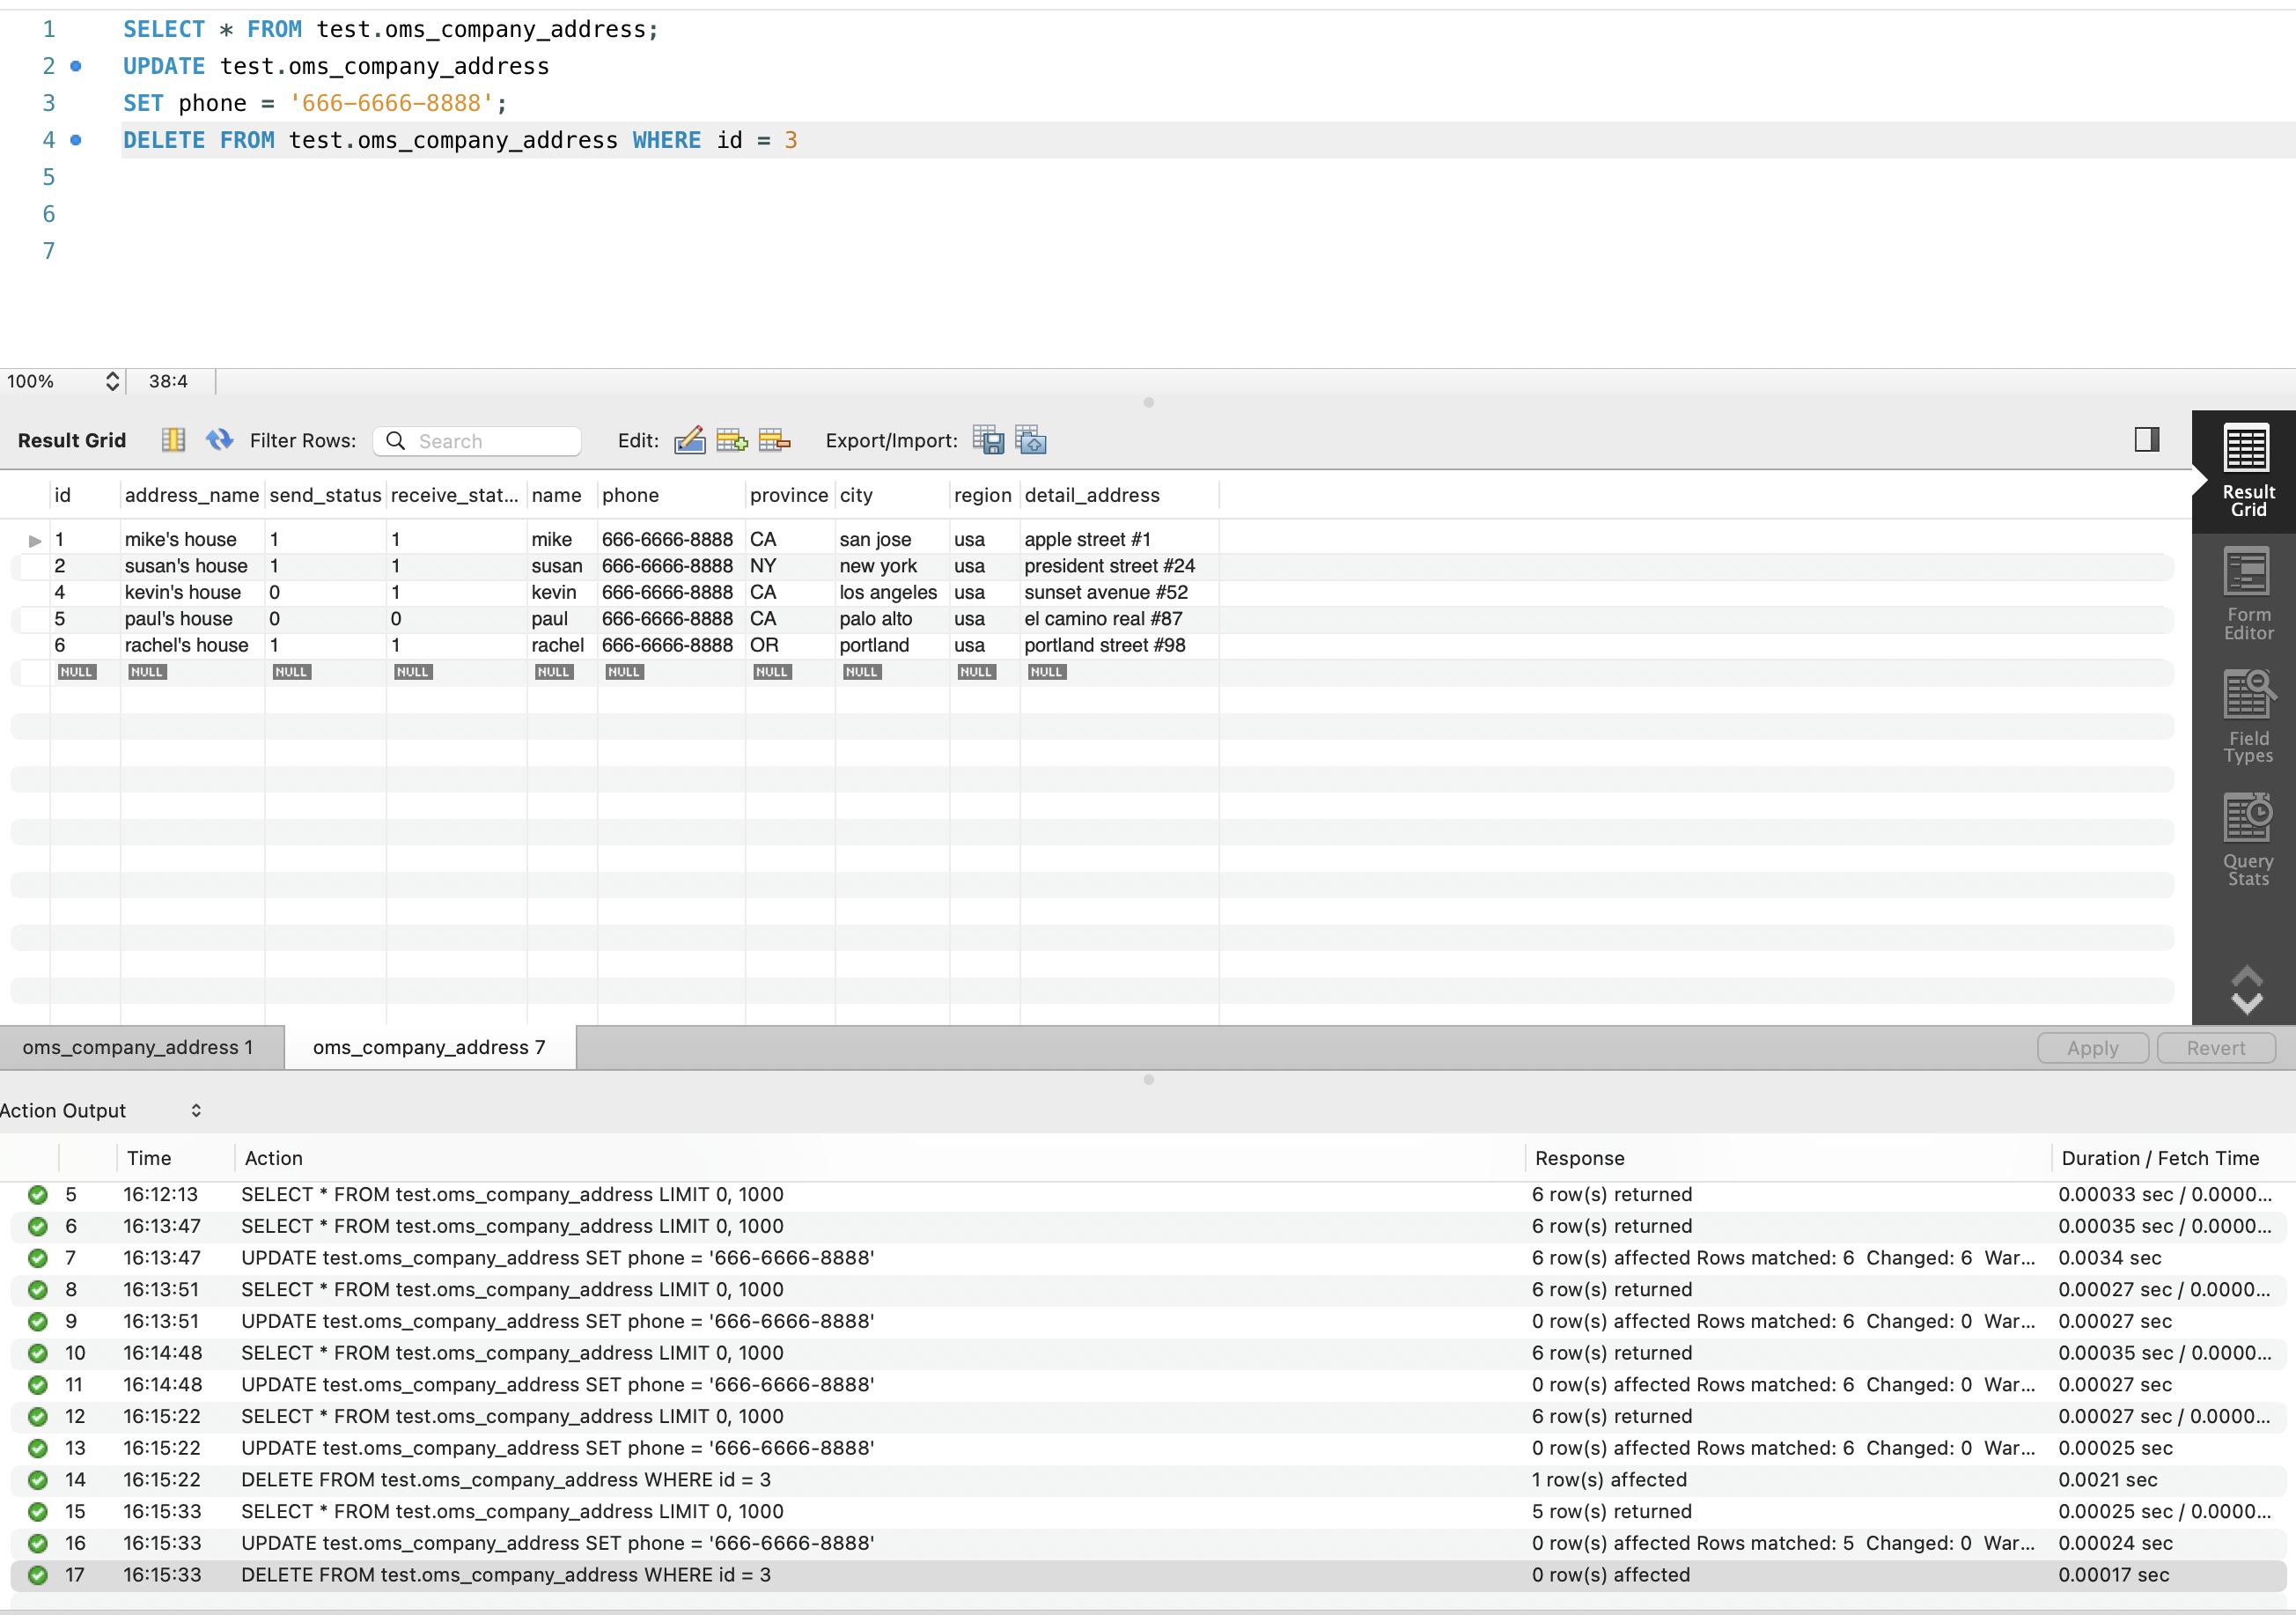 1 SELECT * FROM test.oms_company_address;
2 UPDATE test.oms_company_address
3 SET phone = '666-6666-8888';
4 DELETE FROM test.oms_company_address WHERE id = 3
5
6
7
100% 38:4
Result Grid Filter Rows: Search Edit: Export/Import:
id address_name send_status receive_stat... name phone province city region detail_address
1 mike's house 1 1 mike 666-6666-8888 CA san jose usa apple street #1
2 susan's house 1 1 susan 666-6666-8888 NY new york usa president street #24
4 kevin's house 0 1 kevin 666-6666-8888 CA los angeles usa sunset avenue #52
5 paul's house 0 0 paul 666-6666-8888 CA palo alto usa el camino real #87
6 rachel's house 1 1 rachel 666-6666-8888 OR portland usa portland street #98
NULL NULL NULL NULL NULL NULL NULL NULL NULL NULL
Result
Grid
Form
Editor
Field
Types
Query
Stats
oms_company_address 1 oms_company_address 7 Apply Revert
Action Output
Time Action Response Duration / Fetch Time
5 16:12:13 SELECT * FROM test.oms_company_address LIMIT 0, 1000 6 row(s) returned 0.00033 sec / 0.0000...
6 16:13:47 SELECT * FROM test.oms_company_address LIMIT 0, 1000 6 row(s) returned 0.00035 sec / 0.0000...
7 16:13:47 UPDATE test.oms_company_address SET phone = '666-6666-8888' 6 row(s) affected Rows matched: 6 Changed: 6 War... 0.0034 sec
8 16:13:51 SELECT * FROM test.oms_company_address LIMIT 0, 1000 6 row(s) returned 0.00027 sec / 0.0000...
9 16:13:51 UPDATE test.oms_company_address SET phone = '666-6666-8888' 0 row(s) affected Rows matched: 6 Changed: 0 War... 0.00027 sec
10 16:14:48 SELECT * FROM test.oms_company_address LIMIT 0, 1000 6 row(s) returned 0.00035 sec / 0.0000...
11 16:14:48 UPDATE test.oms_company_address SET phone = '666-6666-8888' 0 row(s) affected Rows matched: 6 Changed: 0 War... 0.00027 sec
12 16:15:22 SELECT * FROM test.oms_company_address LIMIT 0, 1000 6 row(s) returned 0.00027 sec / 0.0000...
13 16:15:22 UPDATE test.oms_company_address SET phone = '666-6666-8888' 0 row(s) affected Rows matched: 6 Changed: 0 War... 0.00025 sec
14 16:15:22 DELETE FROM test.oms_company_address WHERE id = 3 1 row(s) affected 0.0021 sec
15 16:15:33 SELECT * FROM test.oms_company_address LIMIT 0, 1000 5 row(s) returned 0.00025 sec / 0.0000...
16 16:15:33 UPDATE test.oms_company_address SET phone = '666-6666-8888' 0 row(s) affected Rows matched: 5 Changed: 0 War... 0.00024 sec
17 16:15:33 DELETE FROM test.oms_company_address WHERE id = 3 0 row(s) affected 0.00017 sec